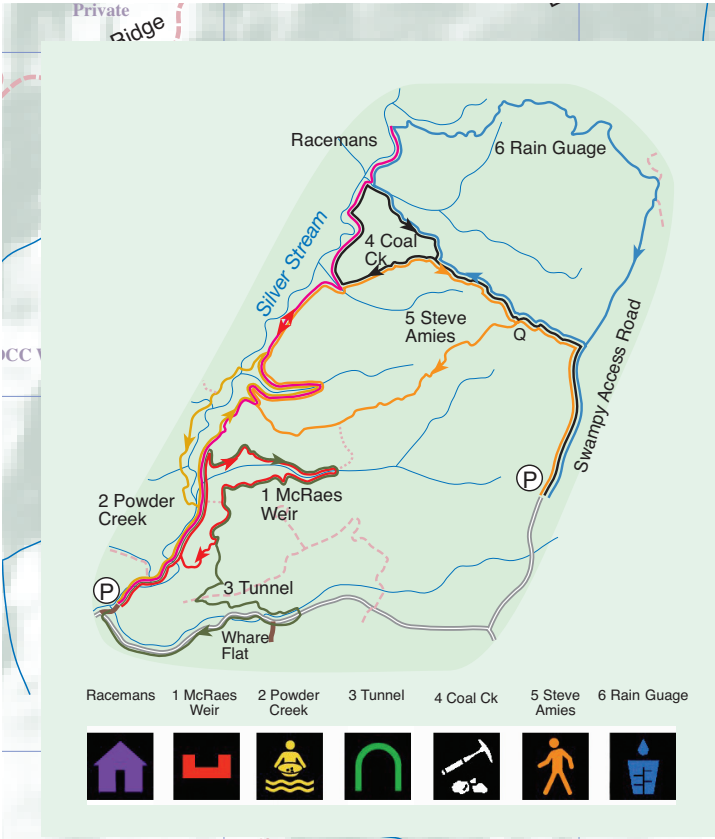 Private
Ridge
Racemans
6 Rain Guage
4 Coal
Ck
Silver Stream
5 Steve
Amies
Q
Swampy Access Road
OCC V
P
1 McRaes
Weir
2 Powder
Creek
P
3 Tunnel
Whare
Flat
Racemans
1 McRaes
Weir
2 Powder
Creek
3 Tunnel
4 Coal Ck
5 Steve
Amies
6 Rain Guage